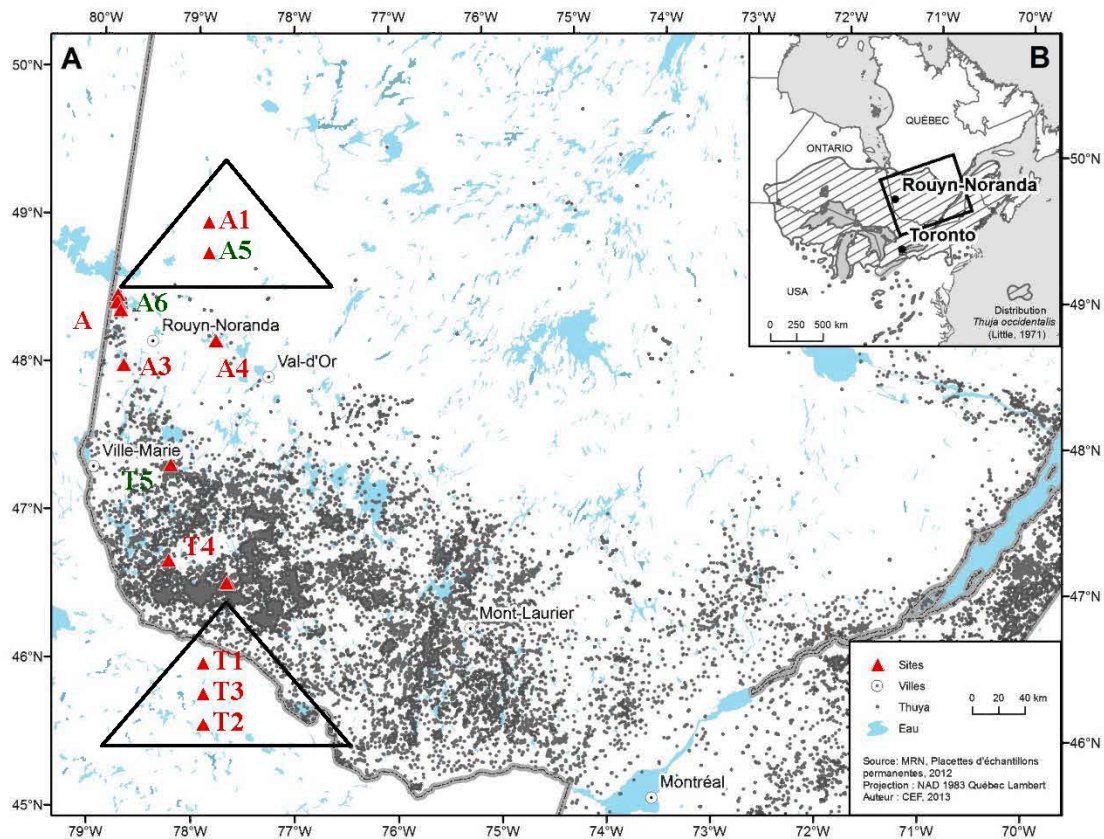 80°W 79°W 78°W 77°W 76°W 75°W 74°W 73°W 72°W 71°W 70°W
A
B
50°N
49°N
48°N
47°N
46°N
45°N
50°N
49°N
48°N
47°N
46°N
QUÉBEC
ONTARIO
Rouyn-Noranda
Toronto
USA
0 250 500 km
Distribution
Thuja occidentalis
(Little, 1971)
A1
A5
A6
A
Rouyn-Noranda
A3
A4
Val-d'Or
Ville-Marie
T5
T4
Mont-Laurier
T1
T3
T2
Montréal
Sites
Villes
Thuya
Eau
0 20 40 km
Source: MRN, Placettes d'échantillons
permanentes, 2012
Projection : NAD 1983 Québec Lambert
Auteur : CEF, 2013
79°W 78°W 77°W 76°W 75°W 74°W 73°W 72°W 71°W 70°W